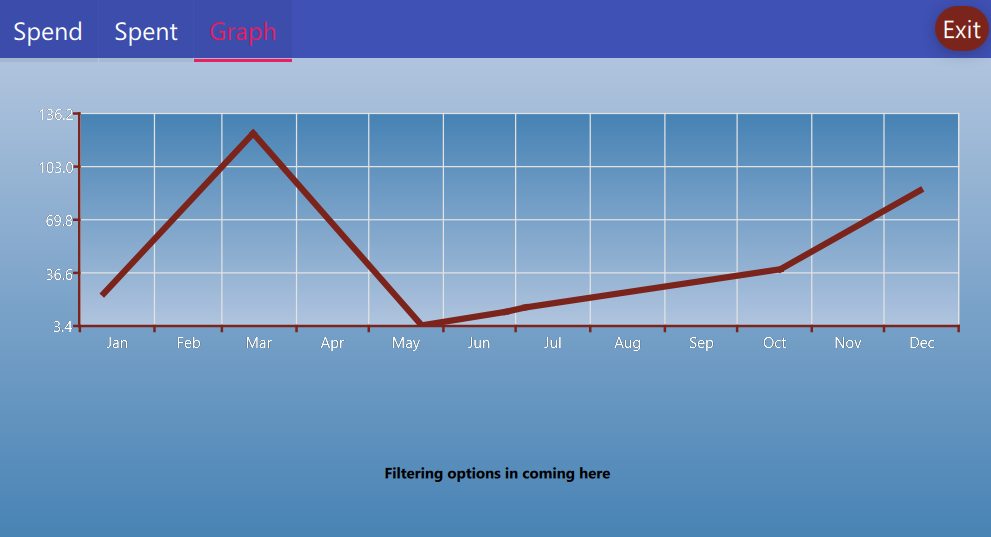 Spend Spent Graph Exit
136.2
103.0
69.8
36.6
3.4
Jan Feb Mar Apr May Jun Jul Aug Sep Oct Nov Dec
Filtering options in coming here